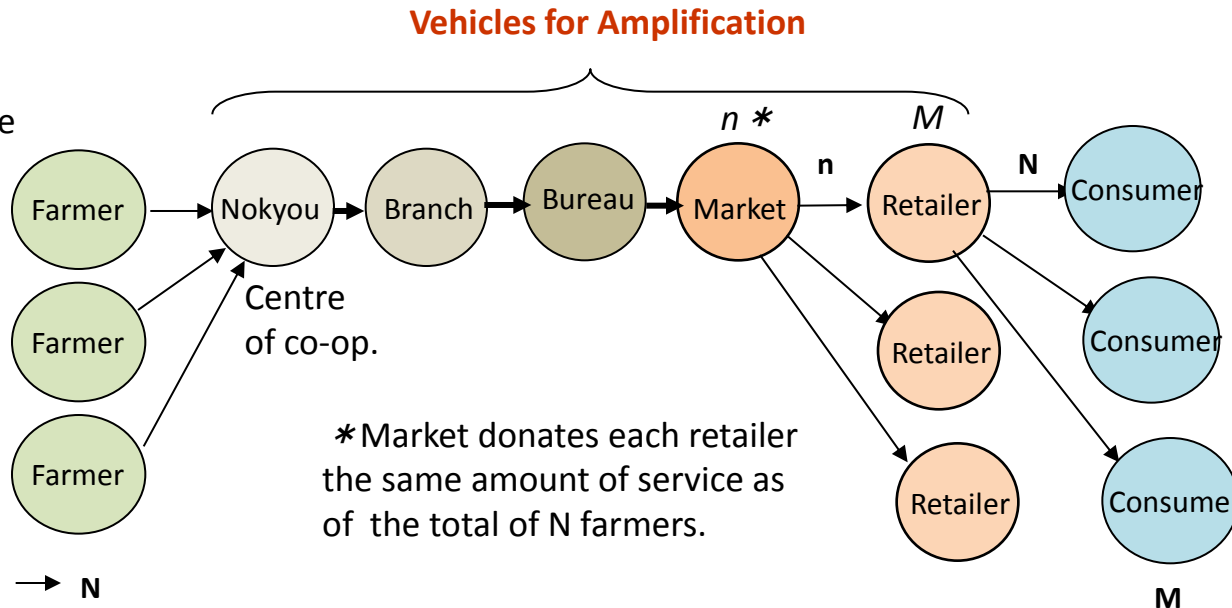 Vehicles for Amplification
e
n * M
Farmer Nokyou Branch Bureau Market n Retailer N Consumer
Centre
of co-op.
Farmer Retailer Consumer
Farmer
* Market donates each retailer
the same amount of service as
of the total of N farmers.
Retailer Consume
N M